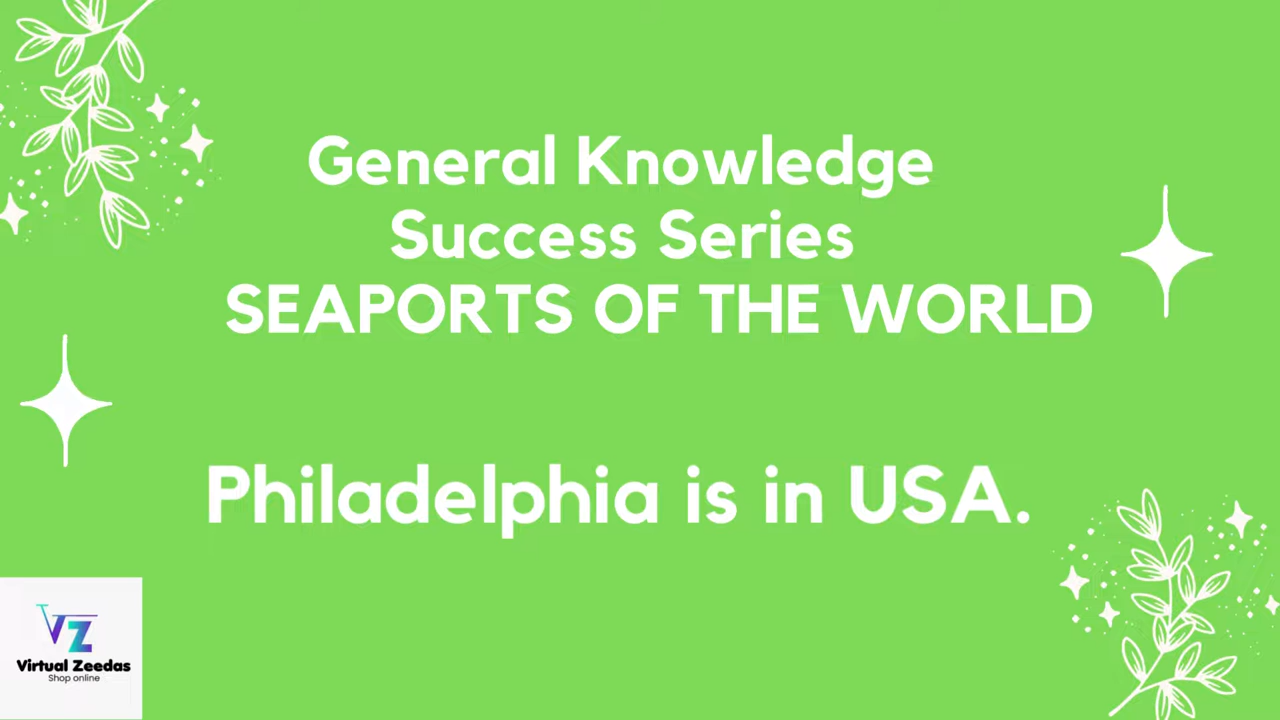 General Knowledge
Success Series
SEAPORTS OF THE WORLD
Philadelphia is in USA.
VZ
Virtual Zeedas
Shop online